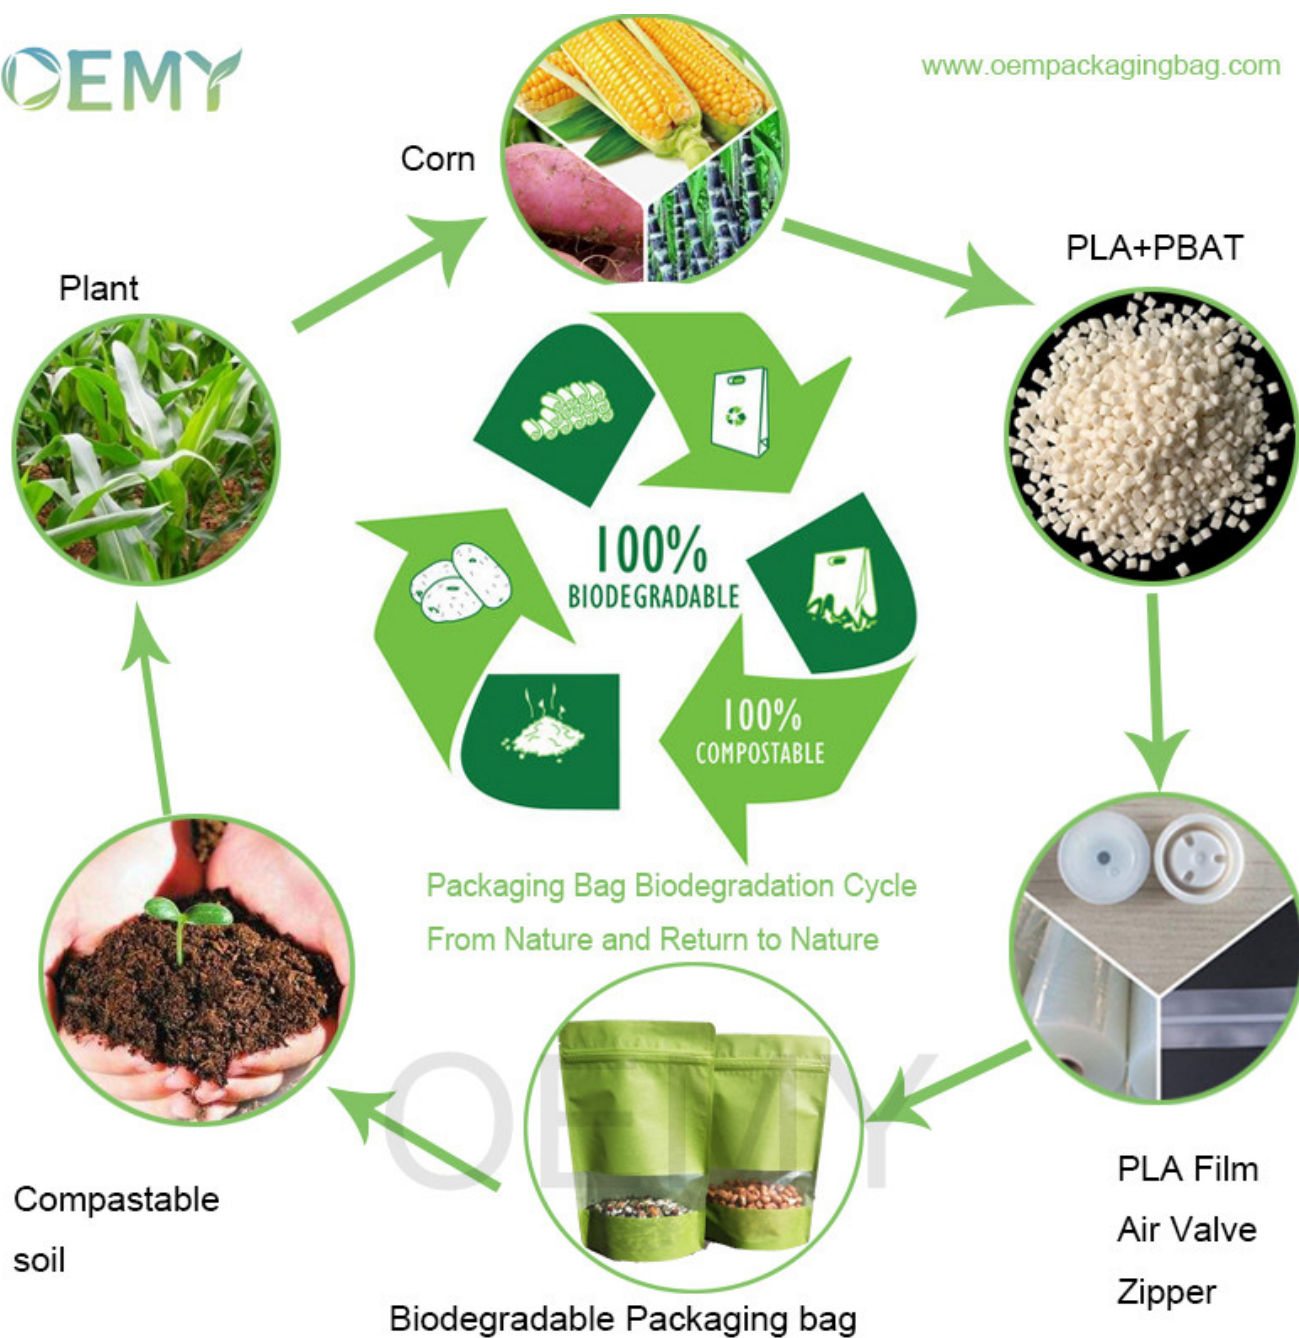 OEMY
www.oempackagingbag.com
Corn
PLA+PBAT
Plant
100%
BIODEGRADABLE
100%
COMPOSTABLE
Packaging Bag Biodegradation Cycle
From Nature and Return to Nature
OEMY
PLA Film
Air Valve
Zipper
Compastable
soil
Biodegradable Packaging bag